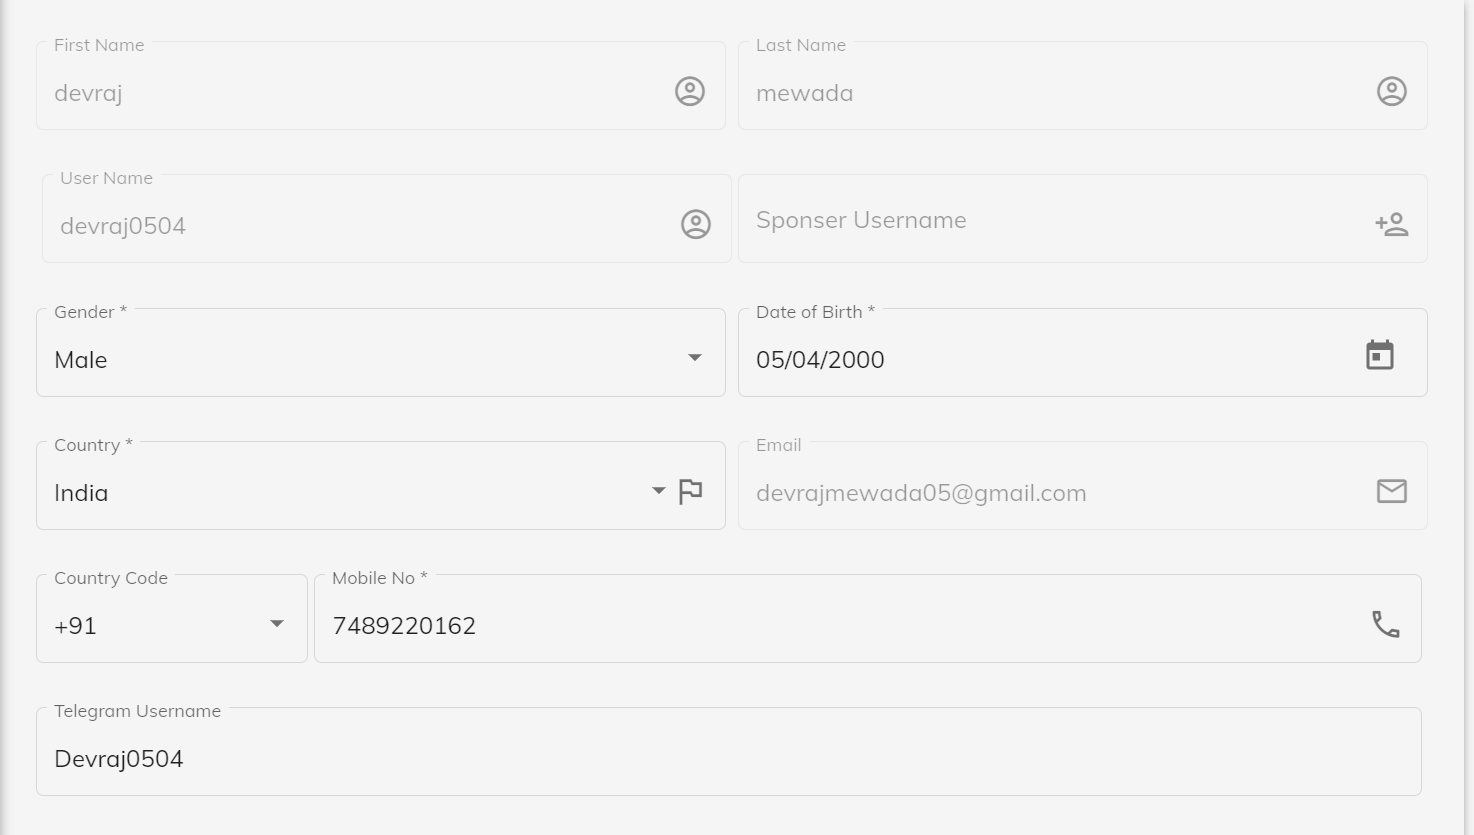 First Name
devraj
Last Name
mewada
User Name
devraj0504
Sponser Username
Gender *
Male
Date of Birth *
05/04/2000
Country *
India
Email
devrajmewada05@gmail.com
Country Code
+91
Mobile No *
7489220162
Telegram Username
Devraj0504